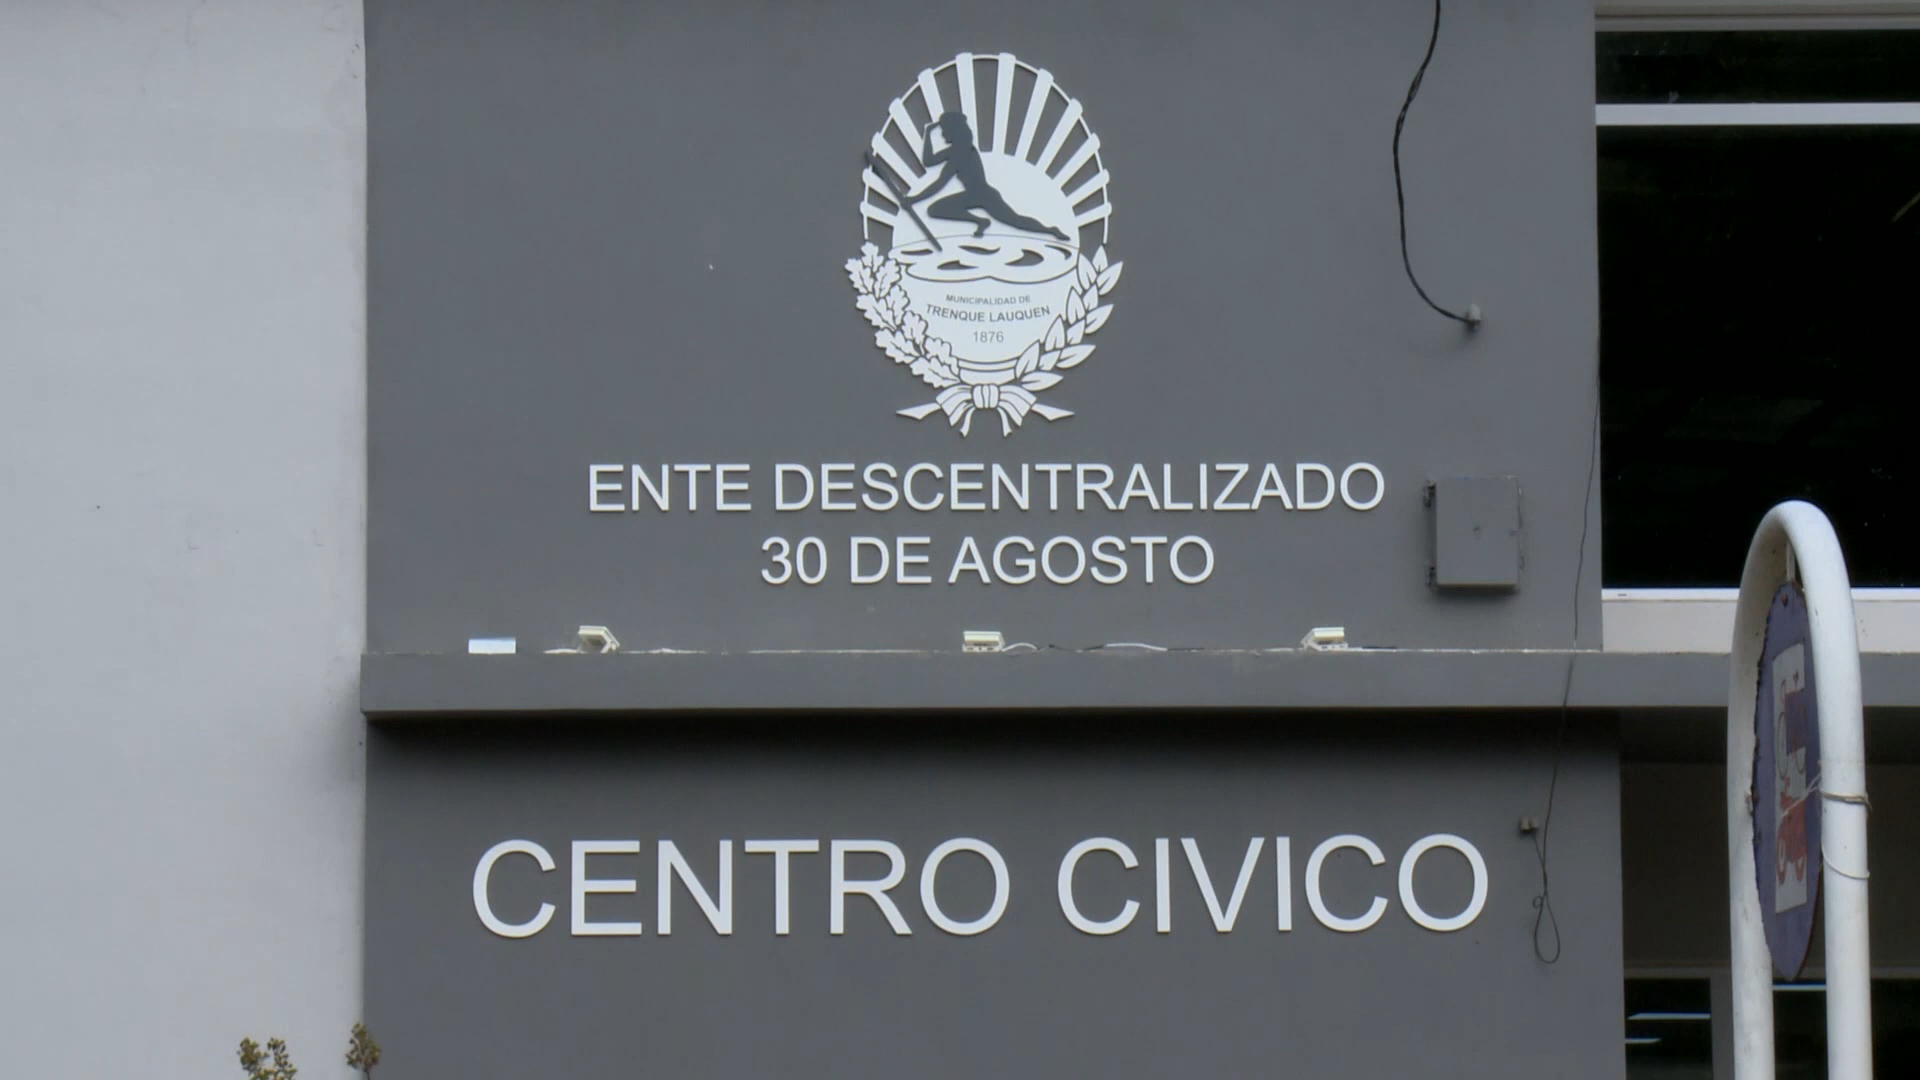 MUNICIPALIDAD DE
TRENQUE LAUQUEN
1876
ENTE DESCENTRALIZADO
30 DE AGOSTO
CENTRO CIVICO